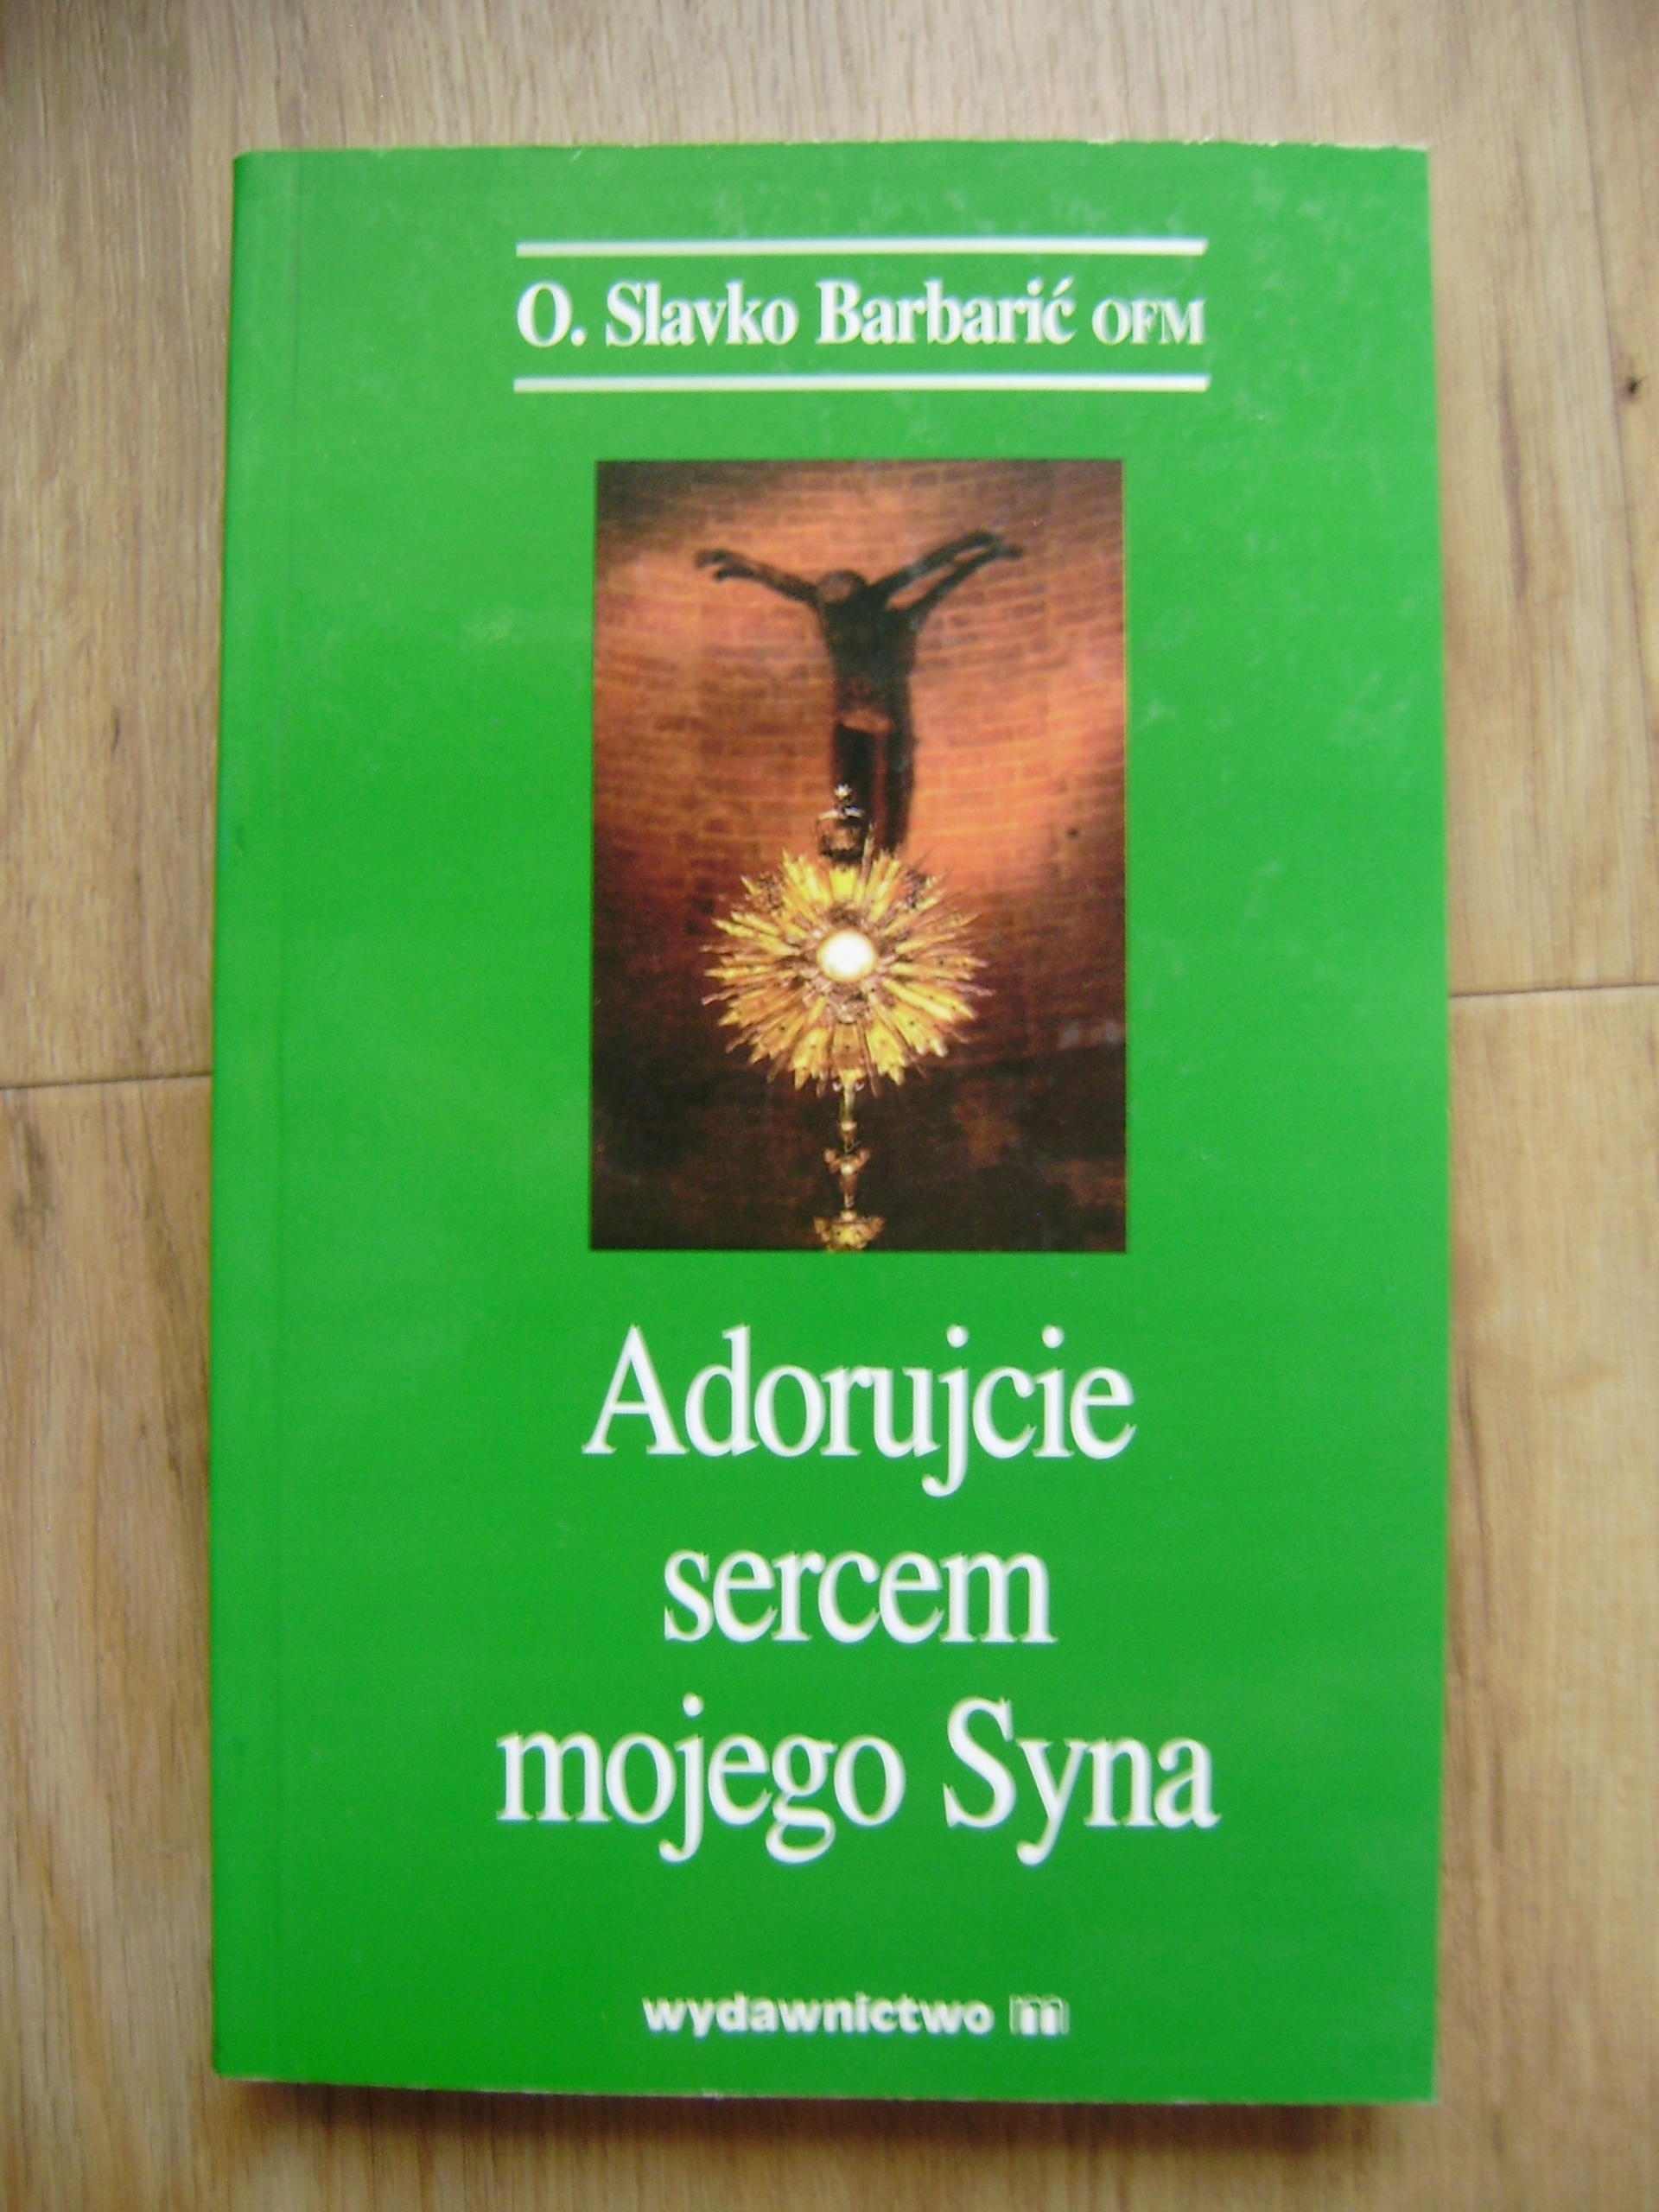 O. Slavko Barbarić OFM
Adorujcie
sercem
mojego Syna
wydawnictwo m